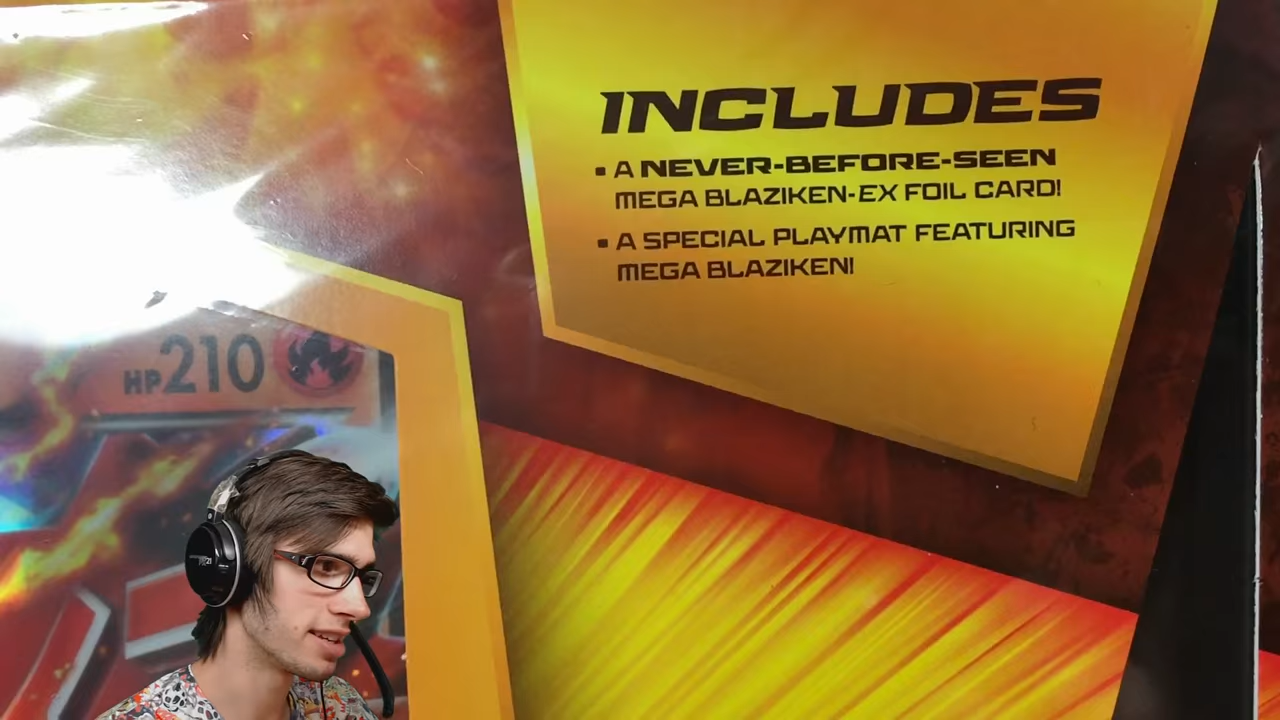 INCLUDES
• A NEVER-BEFORE-SEEN
MEGA BLAZIKEN-EX FOIL CARD!
• A SPECIAL PLAYMAT FEATURING
MEGA BLAZIKEN!
HP210